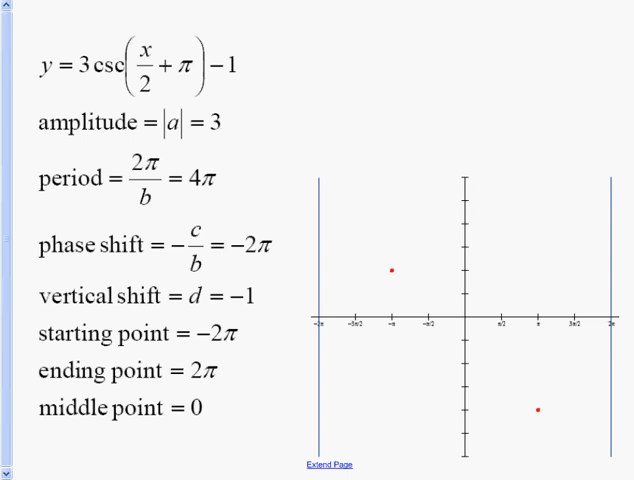 y = 3 csc(x/2 + π) − 1
amplitude = |a| = 3
period = 2π/b = 4π
phase shift = −c/b = −2π
vertical shift = d = −1
starting point = −2π
ending point = 2π
middle point = 0
−2π −3π/2 −π −π/2 π/2 π 3π/2 2π
Extend Page